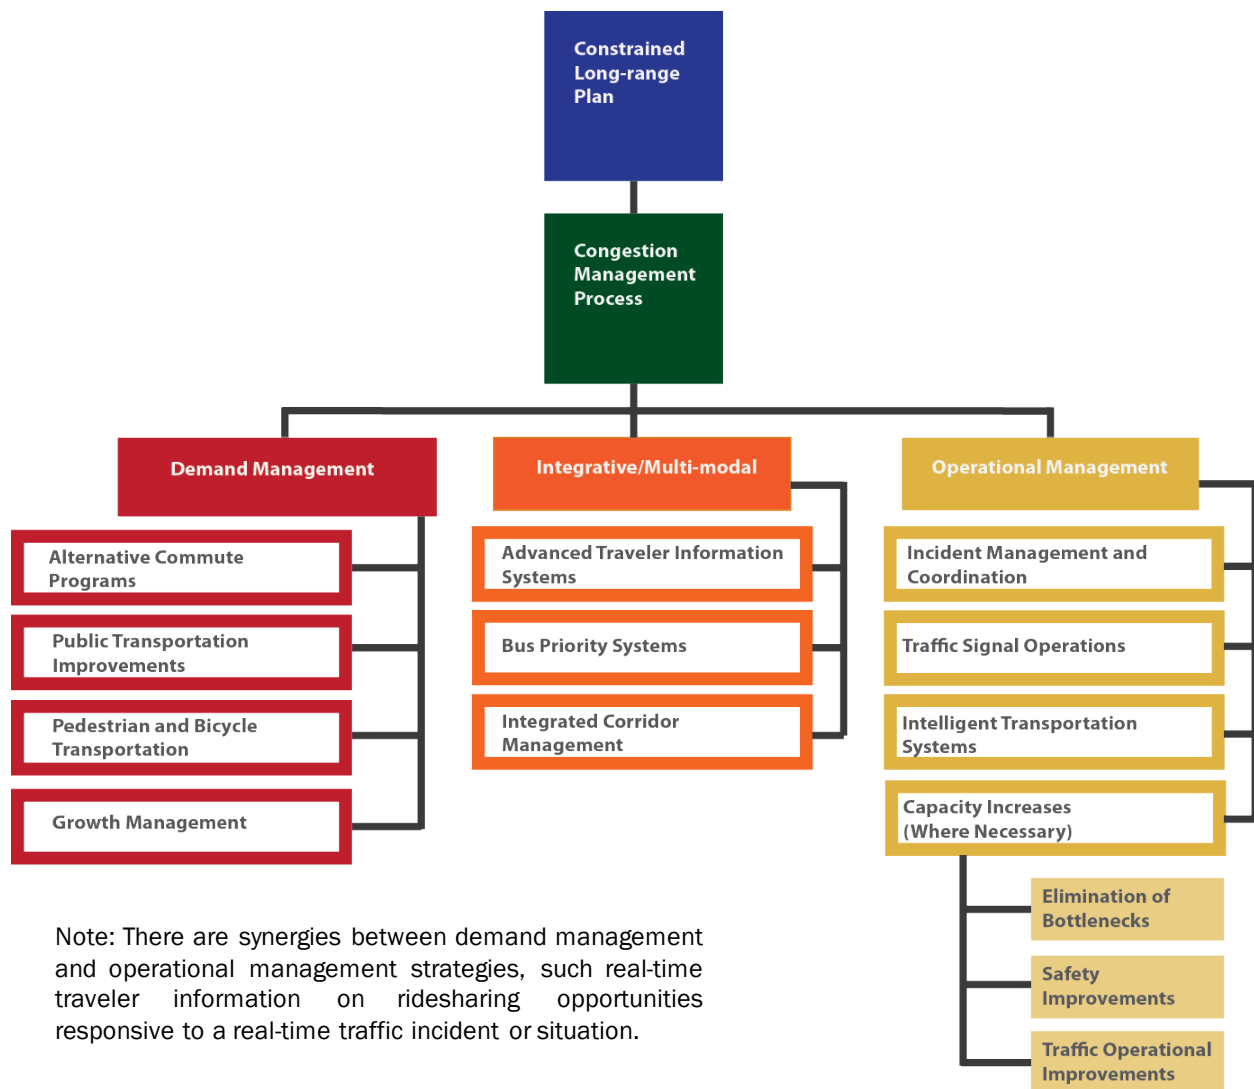 Constrained
Long-range
Plan
Congestion
Management
Process
Demand Management
Alternative Commute
Programs
Public Transportation
Improvements
Pedestrian and Bicycle
Transportation
Growth Management
Integrative/Multi-modal
Advanced Traveler Information
Systems
Bus Priority Systems
Integrated Corridor
Management
Operational Management
Incident Management and
Coordination
Traffic Signal Operations
Intelligent Transportation
Systems
Capacity Increases
(Where Necessary)
Elimination of
Bottlenecks
Safety
Improvements
Traffic Operational
Improvements
Note: There are synergies between demand management
and operational management strategies, such real-time
traveler information on ridesharing opportunities
responsive to a real-time traffic incident or situation.